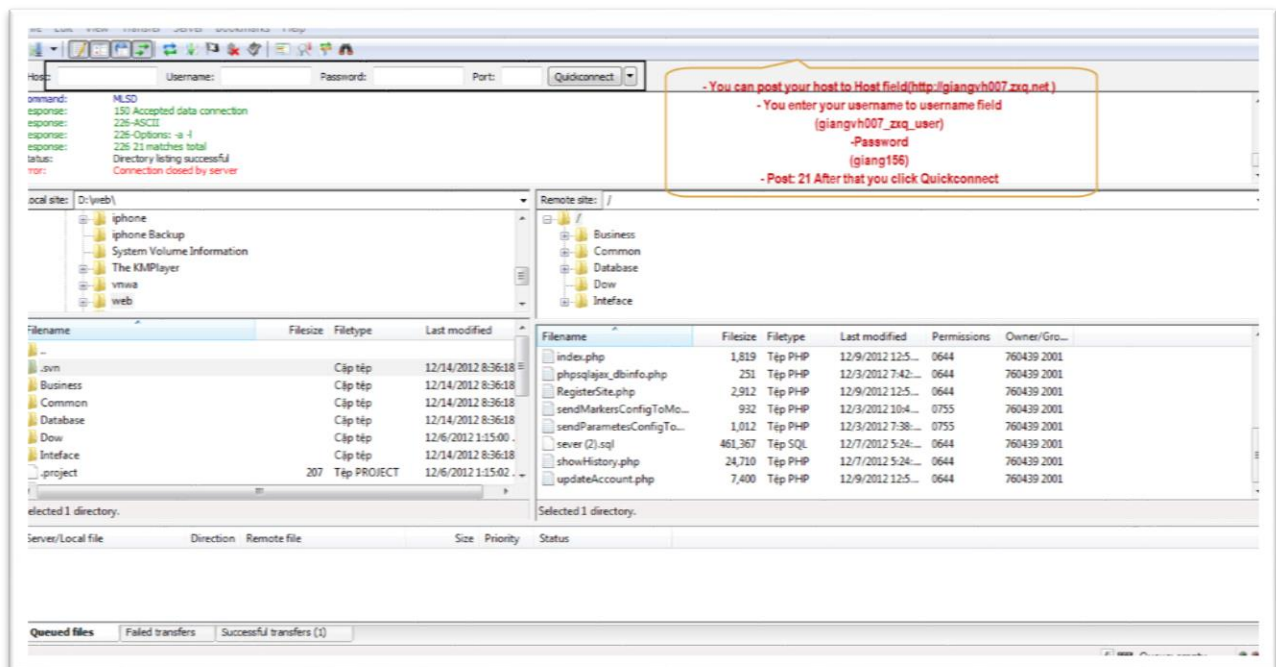 Edit View Transfer Server Bookmarks Help
Host: Username: Password: Port: Quickconnect
- You can post your host to Host field(http://giangvh007.zxq.net )
- You enter your username to username field
(giangvh007_zxq_user)
-Password
(giang156)
- Post: 21 After that you click Quickconnect
ommand: MLSD
esponse: 150 Accepted data connection
esponse: 226-ASCII
esponse: 226-Options: -a -l
esponse: 226 21 matches total
tatus: Directory listing successful
rror: Connection closed by server
ocal site: D:\web\
iphone
iphone Backup
System Volume Information
The KMPlayer
vnwa
web
Remote site: /
/
Business
Common
Database
Dow
Inteface
Filename Filesize Filetype Last modified
..
.svn Cặp tệp 12/14/2012 8:36:18
Business Cặp tệp 12/14/2012 8:36:18
Common Cặp tệp 12/14/2012 8:36:18
Database Cặp tệp 12/14/2012 8:36:18
Dow Cặp tệp 12/6/2012 1:15:00 .
Inteface Cặp tệp 12/14/2012 8:36:18
.project 207 Tệp PROJECT 12/6/2012 1:15:02 .
elected 1 directory.
Filename Filesize Filetype Last modified Permissions Owner/Gro...
index.php 1,819 Tệp PHP 12/9/2012 12:5... 0644 760439 2001
phpsqlajax_dbinfo.php 251 Tệp PHP 12/3/2012 7:42:... 0644 760439 2001
RegisterSite.php 2,912 Tệp PHP 12/9/2012 12:5... 0644 760439 2001
sendMarkersConfigToMo... 932 Tệp PHP 12/3/2012 10:4... 0755 760439 2001
sendParametesConfigTo... 1,012 Tệp PHP 12/3/2012 7:38:... 0755 760439 2001
sever (2).sql 461,367 Tệp SQL 12/7/2012 5:24:... 0644 760439 2001
showHistory.php 24,710 Tệp PHP 12/7/2012 5:24:... 0644 760439 2001
updateAccount.php 7,400 Tệp PHP 12/9/2012 12:5... 0644 760439 2001
Selected 1 directory.
Server/Local file Direction Remote file Size Priority Status
Queued files Failed transfers Successful transfers (1)
Queue: empty